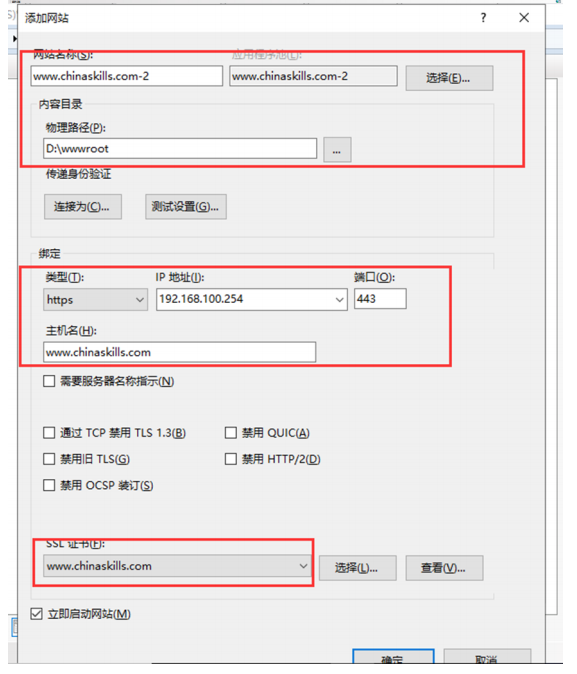 添加网站 ? ×
网站名称(S): 应用程序池(L):
www.chinaskills.com-2 www.chinaskills.com-2 选择(E)...
内容目录
物理路径(P):
D:\wwwroot ...
传递身份验证
连接为(C)... 测试设置(G)...
绑定
类型(T): IP 地址(I): 端口(O):
https 192.168.100.254 443
主机名(H):
www.chinaskills.com
需要服务器名称指示(N)
通过 TCP 禁用 TLS 1.3(B) 禁用 QUIC(A)
禁用旧 TLS(G) 禁用 HTTP/2(D)
禁用 OCSP 装订(S)
SSL 证书(F):
www.chinaskills.com 选择(L)... 查看(V)...
立即启动网站(M)
确定 取消